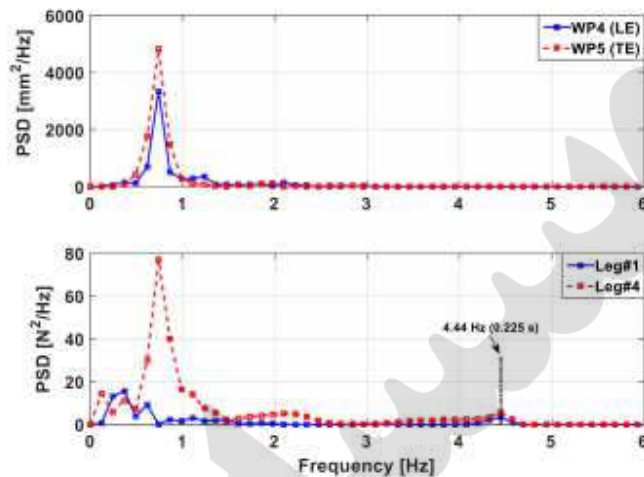 6000
4000
2000
0
PSD [mm²/Hz]
WP4 (LE)
WP5 (TE)
0 1 2 3 4 5 6
80
60
40
20
0
PSD [N²/Hz]
Leg#1
Leg#4
4.44 Hz (0.225 s)
0 1 2 3 4 5 6
Frequency [Hz]